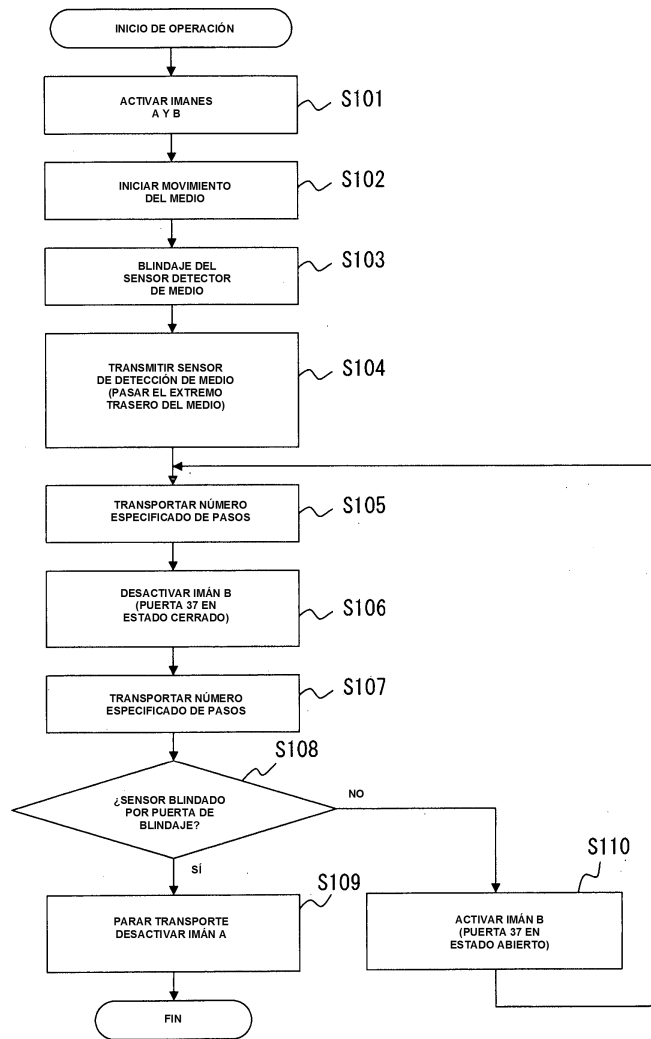 INICIO DE OPERACIÓN
ACTIVAR IMANES
A Y B
S101
INICIAR MOVIMIENTO
DEL MEDIO
S102
BLINDAJE DEL
SENSOR DETECTOR
DE MEDIO
S103
TRANSMITIR SENSOR
DE DETECCIÓN DE MEDIO
(PASAR EL EXTREMO
TRASERO DEL MEDIO)
S104
TRANSPORTAR NÚMERO
ESPECIFICADO DE PASOS
S105
DESACTIVAR IMÁN B
(PUERTA 37 EN
ESTADO CERRADO)
S106
TRANSPORTAR NÚMERO
ESPECIFICADO DE PASOS
S107
S108
¿SENSOR BLINDADO
POR PUERTA DE
BLINDAJE?
NO
SÍ
S109
PARAR TRANSPORTE
DESACTIVAR IMÁN A
S110
ACTIVAR IMÁN B
(PUERTA 37 EN
ESTADO ABIERTO)
FIN